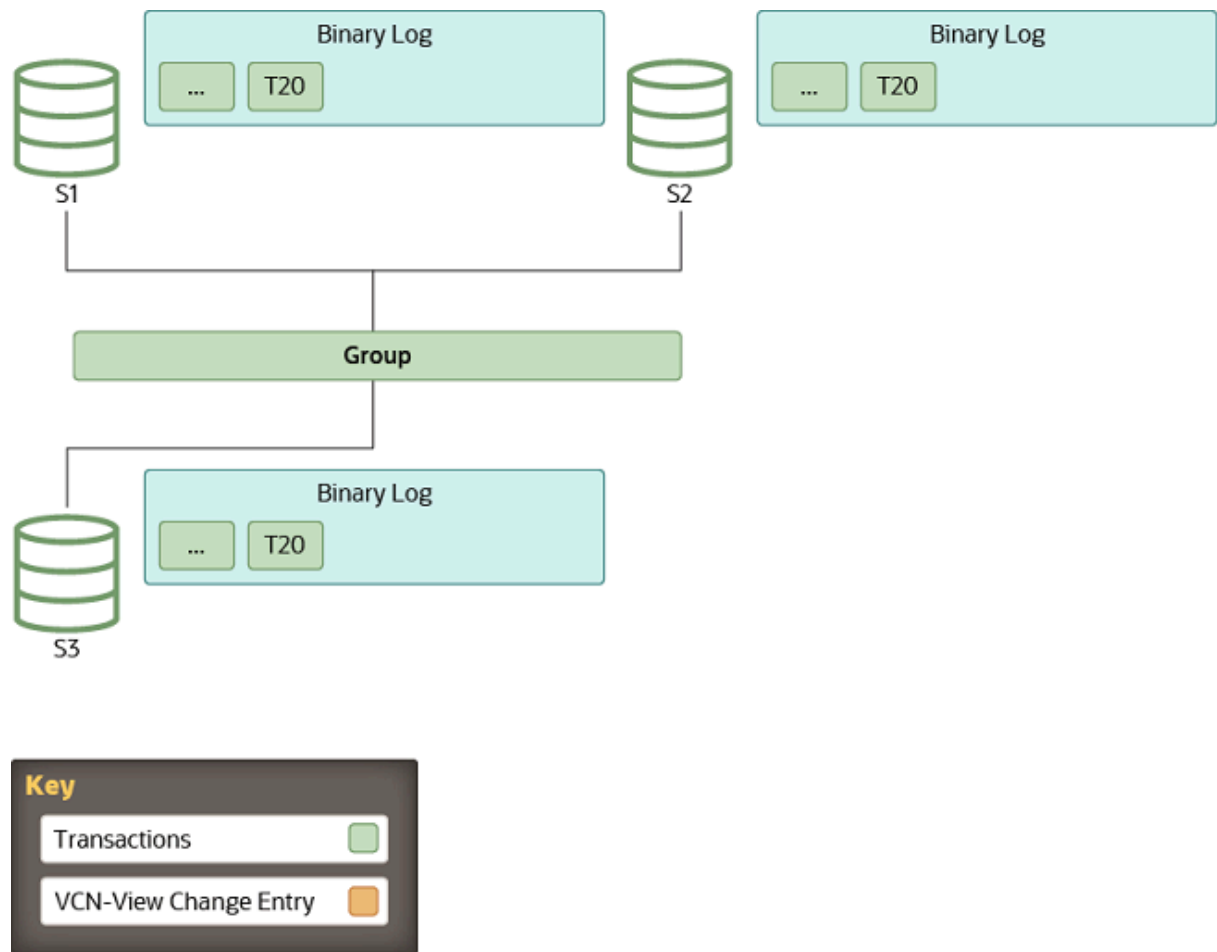 Binary Log
... T20
S1
Binary Log
... T20
S2
Group
Binary Log
... T20
S3
Key
Transactions
VCN-View Change Entry